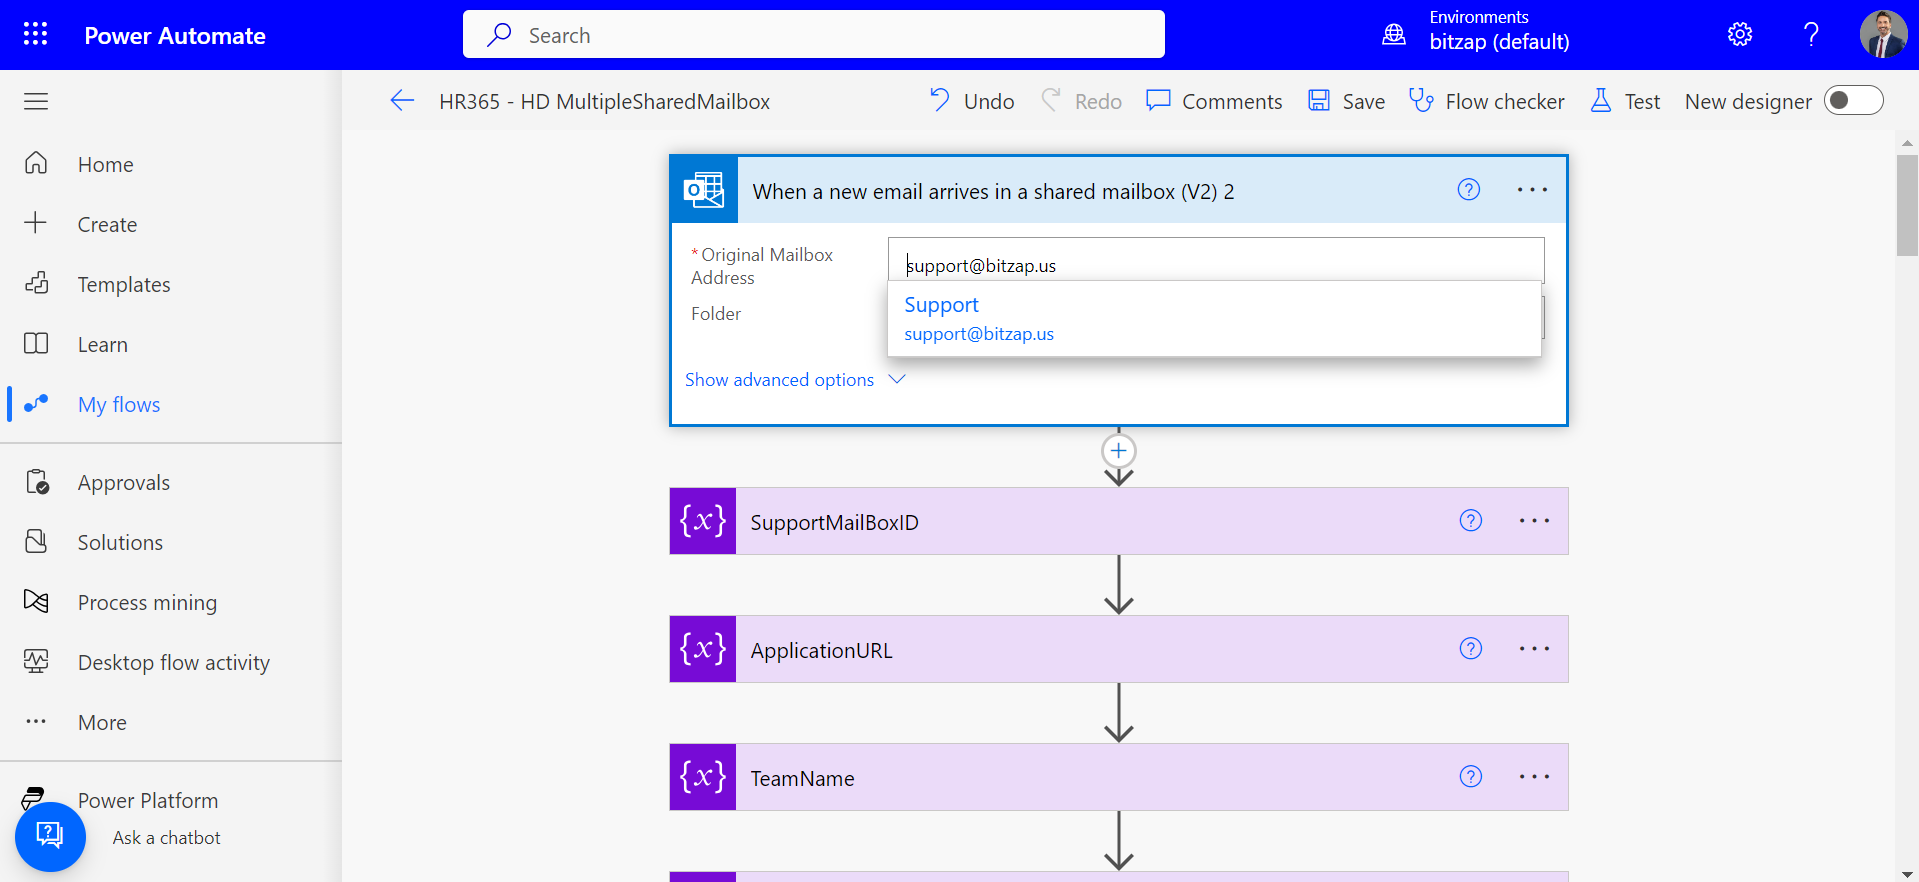 Power Automate
Search
Environments
bitzap (default)
HR365 - HD MultipleSharedMailbox
Undo
Redo
Comments
Save
Flow checker
Test
New designer
Home
Create
Templates
Learn
My flows
Approvals
Solutions
Process mining
Desktop flow activity
More
Power Platform
Ask a chatbot
When a new email arrives in a shared mailbox (V2) 2
*Original Mailbox
Address
support@bitzap.us
Folder
Support
support@bitzap.us
Show advanced options
{x} SupportMailBoxID
{x} ApplicationURL
{x} TeamName